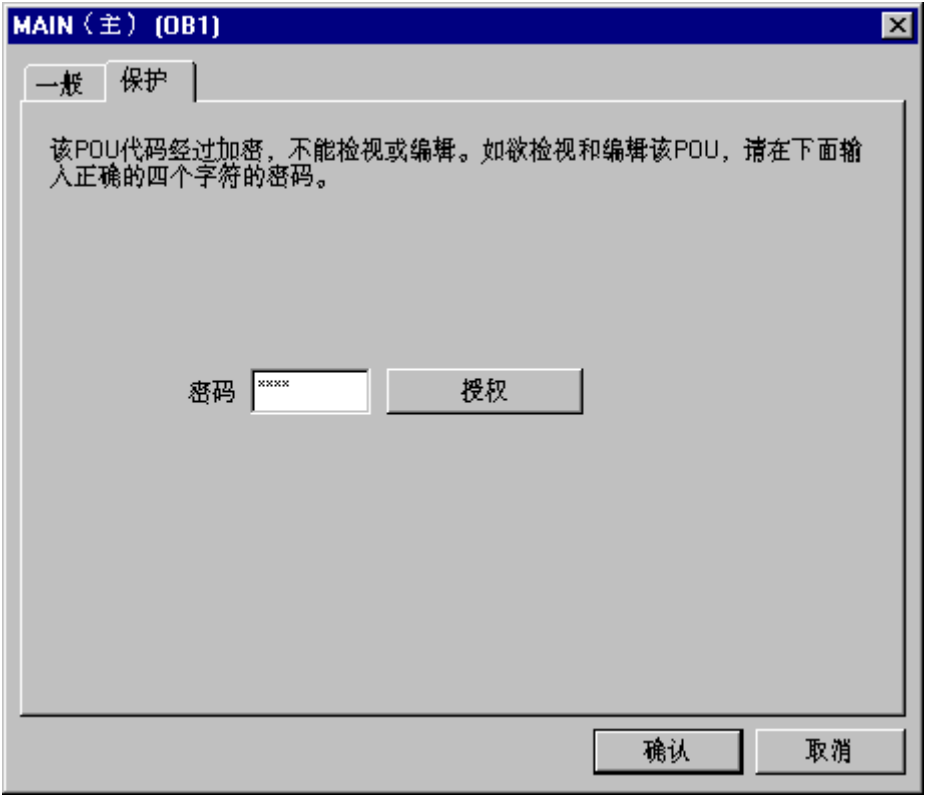 MAIN（主）(OB1)
一般 保护
该POU代码经过加密，不能检视或编辑。如欲检视和编辑该POU，请在下面输
入正确的四个字符的密码。
密码 **** 授权
确认 取消